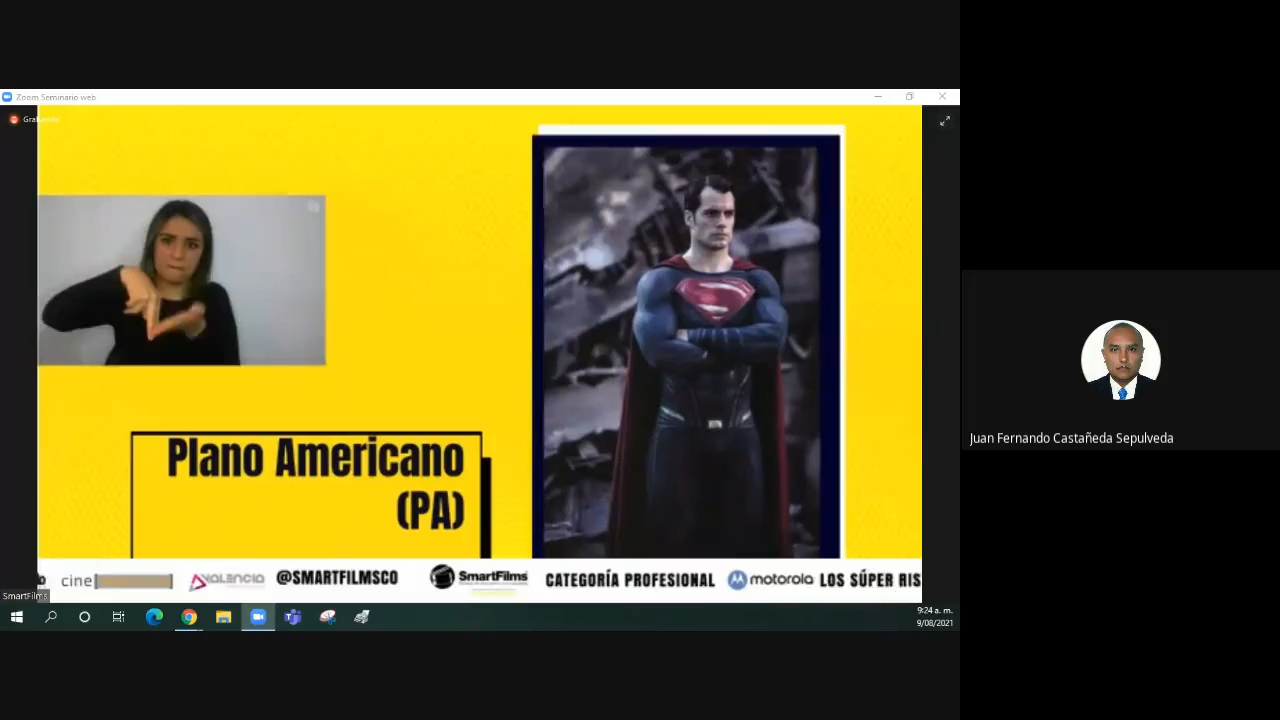 Zoom Seminario web
Plano Americano
(PA)
cine
VALENCIA
@SMARTFILMSCO
SmartFilms
CATEGORÍA PROFESIONAL
motorola
LOS SÚPER RIS
SmartFilms
9:24 a. m.
9/08/2021
Juan Fernando Castañeda Sepulveda